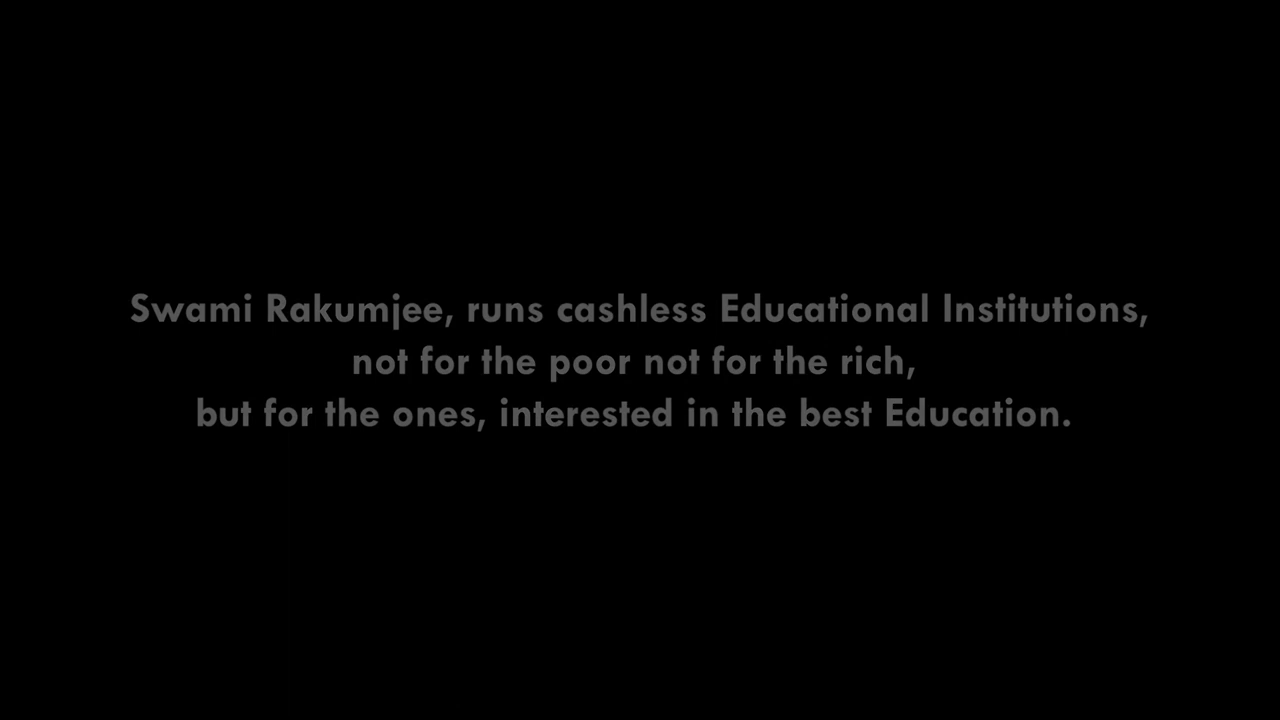 Swami Rakumjee, runs cashless Educational Institutions,
not for the poor not for the rich,
but for the ones, interested in the best Education.